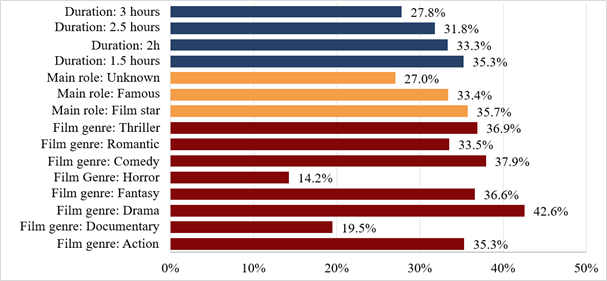 Duration: 3 hours 27.8%
Duration: 2.5 hours 31.8%
Duration: 2h 33.3%
Duration: 1.5 hours 35.3%
Main role: Unknown 27.0%
Main role: Famous 33.4%
Main role: Film star 35.7%
Film genre: Thriller 36.9%
Film genre: Romantic 33.5%
Film genre: Comedy 37.9%
Film Genre: Horror 14.2%
Film genre: Fantasy 36.6%
Film genre: Drama 42.6%
Film genre: Documentary 19.5%
Film genre: Action 35.3%
0% 10% 20% 30% 40% 50%